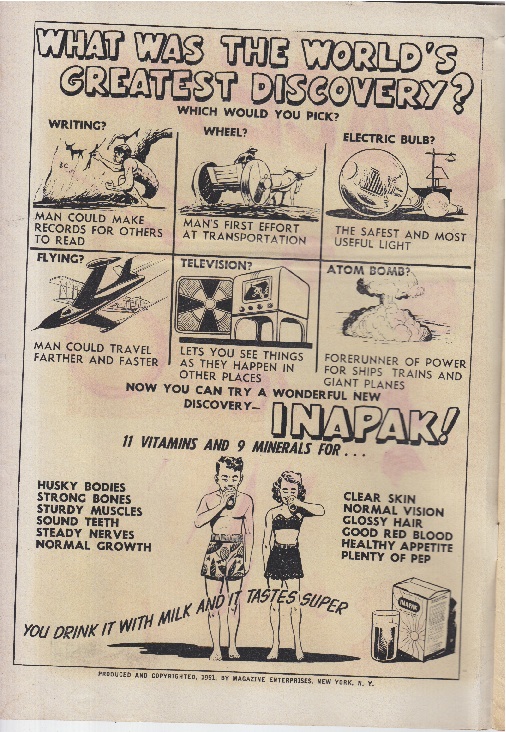 WHAT WAS THE WORLD'S
GREATEST DISCOVERY?
WHICH WOULD YOU PICK?
WRITING?
MAN COULD MAKE
RECORDS FOR OTHERS
TO READ
WHEEL?
MAN'S FIRST EFFORT
AT TRANSPORTATION
ELECTRIC BULB?
THE SAFEST AND MOST
USEFUL LIGHT
FLYING?
MAN COULD TRAVEL
FARTHER AND FASTER
TELEVISION?
LETS YOU SEE THINGS
AS THEY HAPPEN IN
OTHER PLACES
ATOM BOMB?
FORERUNNER OF POWER
FOR SHIPS TRAINS AND
GIANT PLANES
NOW YOU CAN TRY A WONDERFUL NEW
DISCOVERY—
INAPAK!
11 VITAMINS AND 9 MINERALS FOR...
HUSKY BODIES
STRONG BONES
STURDY MUSCLES
SOUND TEETH
STEADY NERVES
NORMAL GROWTH
CLEAR SKIN
NORMAL VISION
GLOSSY HAIR
GOOD RED BLOOD
HEALTHY APPETITE
PLENTY OF PEP
YOU DRINK IT WITH MILK AND IT TASTES SUPER
INAPAK
PRODUCED AND COPYRIGHTED, 1951, BY MAGAZINE ENTERPRISES, NEW YORK, N. Y.